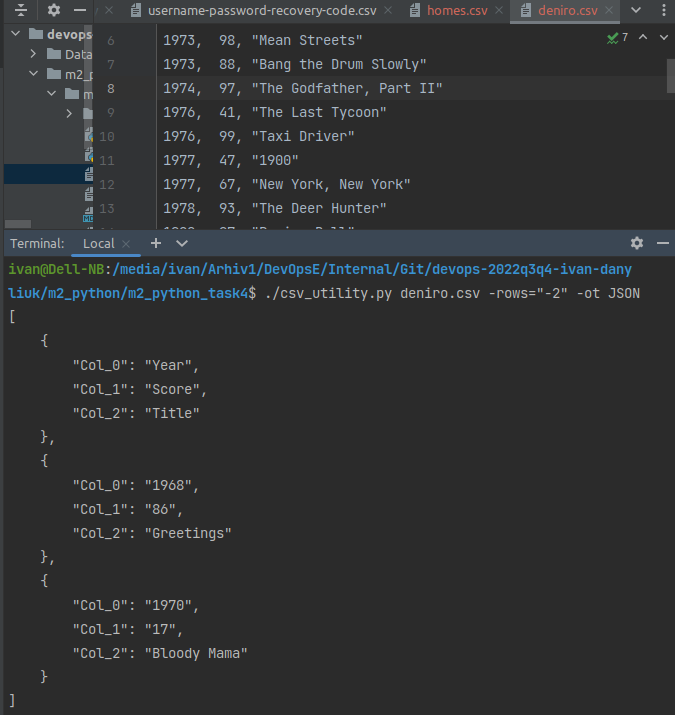 username-password-recovery-code.csv homes.csv deniro.csv
devops
Data
m2_p
m
7
6 1973,  98, "Mean Streets"
7 1973,  88, "Bang the Drum Slowly"
8 1974,  97, "The Godfather, Part II"
9 1976,  41, "The Last Tycoon"
10 1976,  99, "Taxi Driver"
11 1977,  47, "1900"
12 1977,  67, "New York, New York"
13 1978,  93, "The Deer Hunter"
Terminal: Local
ivan@Dell-NB:/media/ivan/Arhiv1/DevOpsE/Internal/Git/devops-2022q3q4-ivan-dany
liuk/m2_python/m2_python_task4$ ./csv_utility.py deniro.csv -rows="-2" -ot JSON
[
    {
        "Col_0": "Year",
        "Col_1": "Score",
        "Col_2": "Title"
    },
    {
        "Col_0": "1968",
        "Col_1": "86",
        "Col_2": "Greetings"
    },
    {
        "Col_0": "1970",
        "Col_1": "17",
        "Col_2": "Bloody Mama"
    }
]